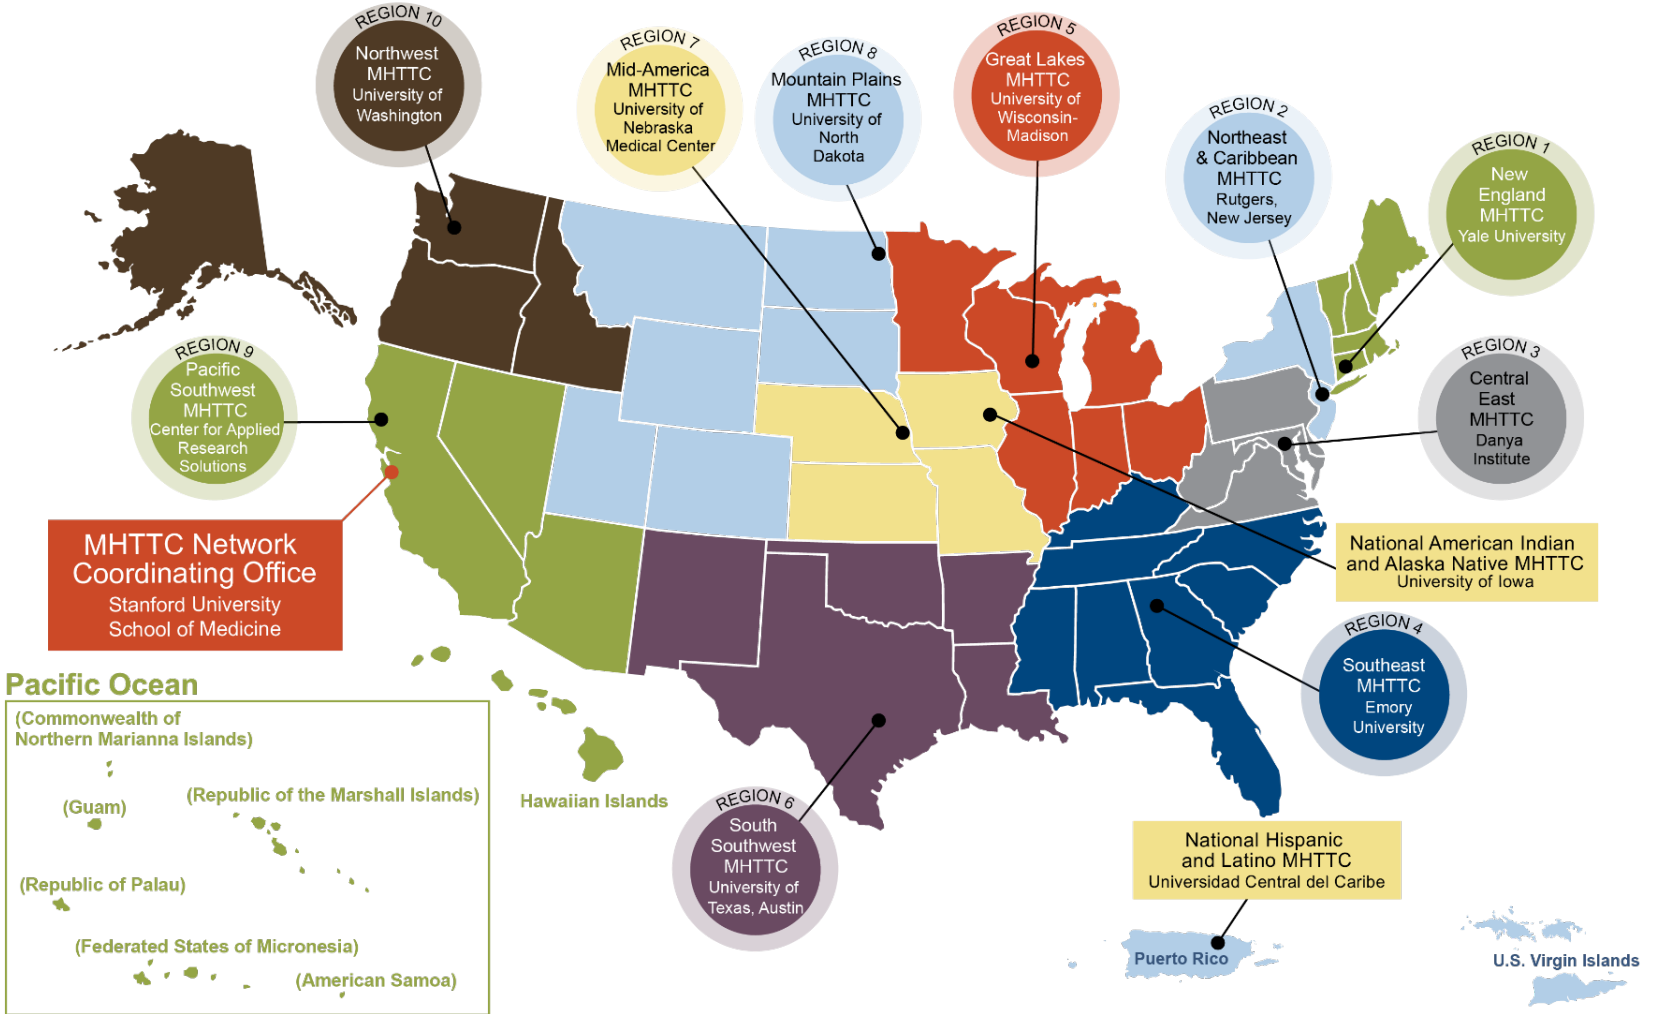 REGION 10
Northwest
MHTTC
University of
Washington
REGION 7
Mid-America
MHTTC
University of
Nebraska
Medical Center
REGION 8
Mountain Plains
MHTTC
University of
North
Dakota
REGION 5
Great Lakes
MHTTC
University of
Wisconsin-
Madison
REGION 2
Northeast
& Caribbean
MHTTC
Rutgers,
New Jersey
REGION 1
New
England
MHTTC
Yale University
REGION 9
Pacific
Southwest
MHTTC
Center for Applied
Research
Solutions
REGION 3
Central
East
MHTTC
Danya
Institute
MHTTC Network
Coordinating Office
Stanford University
School of Medicine
National American Indian
and Alaska Native MHTTC
University of Iowa
REGION 4
Southeast
MHTTC
Emory
University
Pacific Ocean
(Commonwealth of
Northern Marianna Islands)
(Guam)
(Republic of the Marshall Islands)
(Republic of Palau)
(Federated States of Micronesia)
(American Samoa)
Hawaiian Islands
REGION 6
South
Southwest
MHTTC
University of
Texas, Austin
National Hispanic
and Latino MHTTC
Universidad Central del Caribe
Puerto Rico
U.S. Virgin Islands